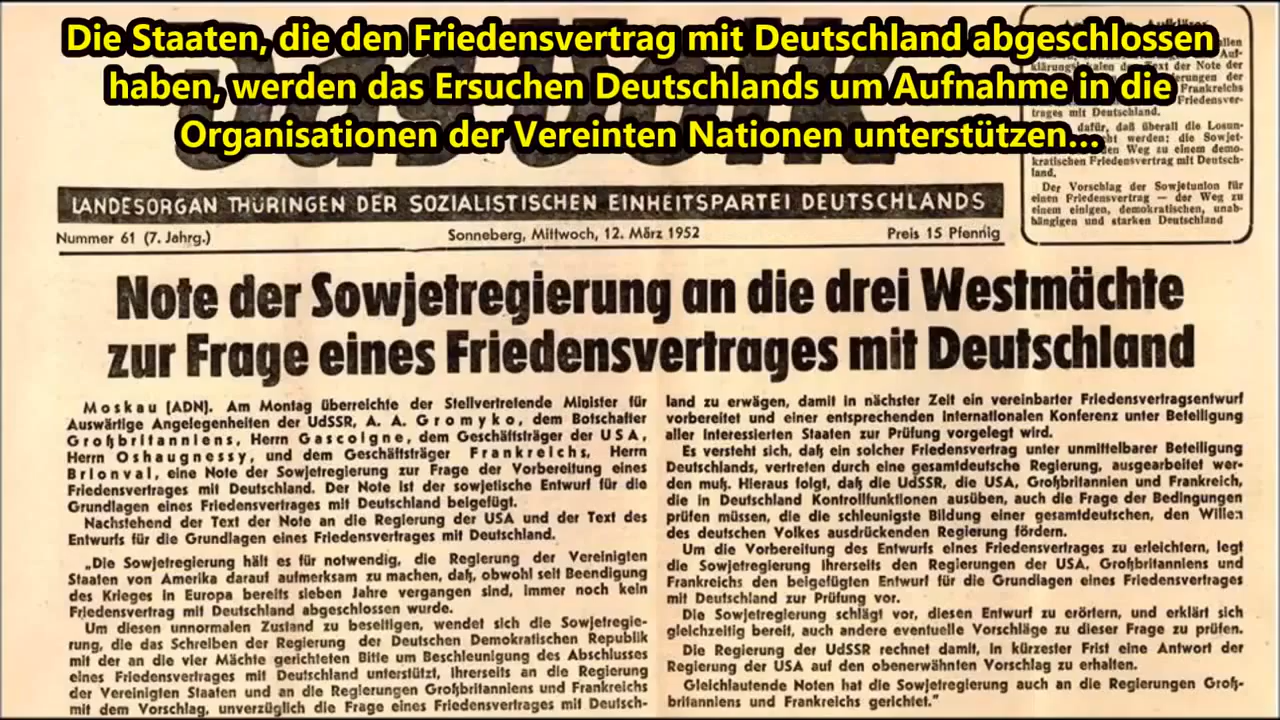 Die Staaten, die den Friedensvertrag mit Deutschland abgeschlossen
haben, werden das Ersuchen Deutschlands um Aufnahme in die
Organisationen der Vereinten Nationen unterstützen...
LANDESORGAN THÜRINGEN DER SOZIALISTISCHEN EINHEITSPARTEI DEUTSCHLANDS
Nummer 61 (7. Jahrg.) Sonneberg, Mittwoch, 12. März 1952 Preis 15 Pfennig
trages mit Deutschland.
dafür, daß überall die Losun-
werden: die Sowjet-
den Weg zu einem demo-
kratischen Friedensvertrag mit Deutsch-
land.
Der Vorschlag der Sowjetunion für
einen Friedensvertrag — der Weg zu
einem einigen, demokratischen, unab-
hängigen und starken Deutschland
Note der Sowjetregierung an die drei Westmächte
zur Frage eines Friedensvertrages mit Deutschland
Moskau (ADN). Am Montag überreichte der Stellvertretende Minister für
Auswärtige Angelegenheiten der UdSSR, A. A. Gromyko, dem Botschafter
Großbritanniens, Herrn Gascoigne, dem Geschäftsträger der USA,
Herrn Oshaugnessy, und dem Geschäftsträger Frankreichs, Herrn
Brionval, eine Note der Sowjetregierung zur Frage der Vorbereitung eines
Friedensvertrages mit Deutschland. Der Note ist der sowjetische Entwurf für die
Grundlagen eines Friedensvertrages mit Deutschland beigefügt.
Nachstehend der Text der Note an die Regierung der USA und der Text des
Entwurfs für die Grundlagen eines Friedensvertrages mit Deutschland.
„Die Sowjetregierung hält es für notwendig, die Regierung der Vereinigten
Staaten von Amerika darauf aufmerksam zu machen, daß, obwohl seit Beendigung
des Krieges in Europa bereits sieben Jahre vergangen sind, immer noch kein
Friedensvertrag mit Deutschland abgeschlossen wurde.
Um diesen unnormalen Zustand zu beseitigen, wendet sich die Sowjetregie-
rung, die das Schreiben der Regierung der Deutschen Demokratischen Republik
mit der an die vier Mächte gerichteten Bitte um Beschleunigung des Abschlusses
eines Friedensvertrages mit Deutschland unterstützt, ihrerseits an die Regierung
der Vereinigten Staaten und an die Regierungen Großbritanniens und Frankreichs
mit dem Vorschlag, unverzüglich die Frage eines Friedensvertrages mit Deutsch-
land zu erwägen, damit in nächster Zeit ein vereinbarter Friedensvertragsentwurf
vorbereitet und einer entsprechenden internationalen Konferenz unter Beteiligung
aller interessierten Staaten zur Prüfung vorgelegt wird.
Es versteht sich, daß ein solcher Friedensvertrag unter unmittelbarer Beteiligung
Deutschlands, vertreten durch eine gesamtdeutsche Regierung, ausgearbeitet wer-
den muß. Hieraus folgt, daß die UdSSR, die USA, Großbritannien und Frankreich,
die in Deutschland Kontrollfunktionen ausüben, auch die Frage der Bedingungen
prüfen müssen, die die schleunigste Bildung einer gesamtdeutschen, den Willen
des deutschen Volkes ausdrückenden Regierung fördern.
Um die Vorbereitung des Entwurfs eines Friedensvertrages zu erleichtern, legt
die Sowjetregierung ihrerseits den Regierungen der USA, Großbritanniens und
Frankreichs den beigefügten Entwurf für die Grundlagen eines Friedensvertrages
mit Deutschland zur Prüfung vor.
Die Sowjetregierung schlägt vor, diesen Entwurf zu erörtern, und erklärt sich
gleichzeitig bereit, auch andere eventuelle Vorschläge zu dieser Frage zu prüfen.
Die Regierung der UdSSR rechnet damit, in kürzester Frist eine Antwort der
Regierung der USA auf den obenerwähnten Vorschlag zu erhalten.
Gleichlautende Noten hat die Sowjetregierung auch an die Regierungen Groß-
britanniens und Frankreichs gerichtet."